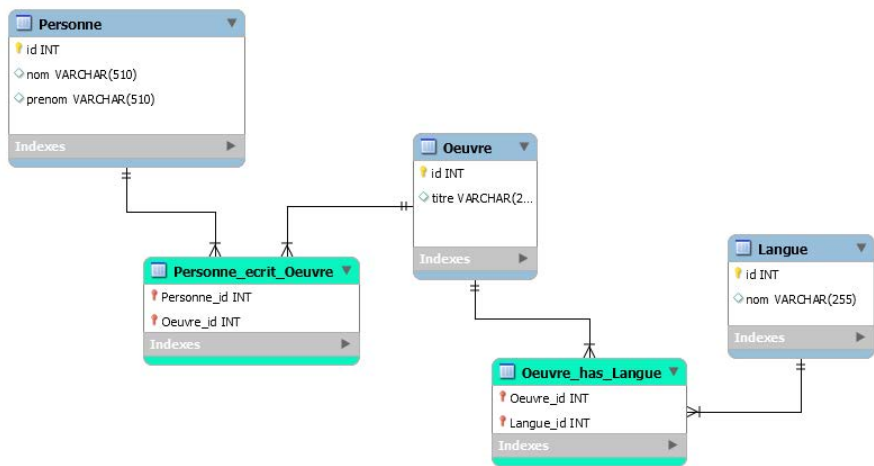 Personne
id INT
nom VARCHAR(510)
prenom VARCHAR(510)
Indexes
Oeuvre
id INT
titre VARCHAR(2...
Indexes
Personne_ecrit_Oeuvre
Personne_id INT
Oeuvre_id INT
Indexes
Langue
id INT
nom VARCHAR(255)
Indexes
Oeuvre_has_Langue
Oeuvre_id INT
Langue_id INT
Indexes